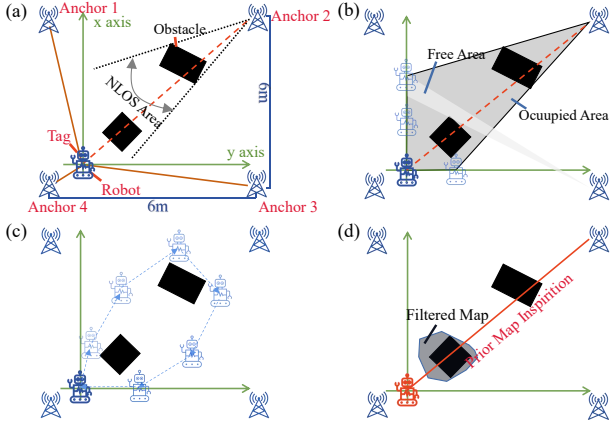 (a)
Anchor 1
x axis
Obstacle
Anchor 2
NLOS Area
6m
Tag
y axis
Robot
Anchor 4
6m
Anchor 3
(b)
Free Area
Ocuupied Area
(c)
(d)
Filtered Map
Prior Map Inspirition